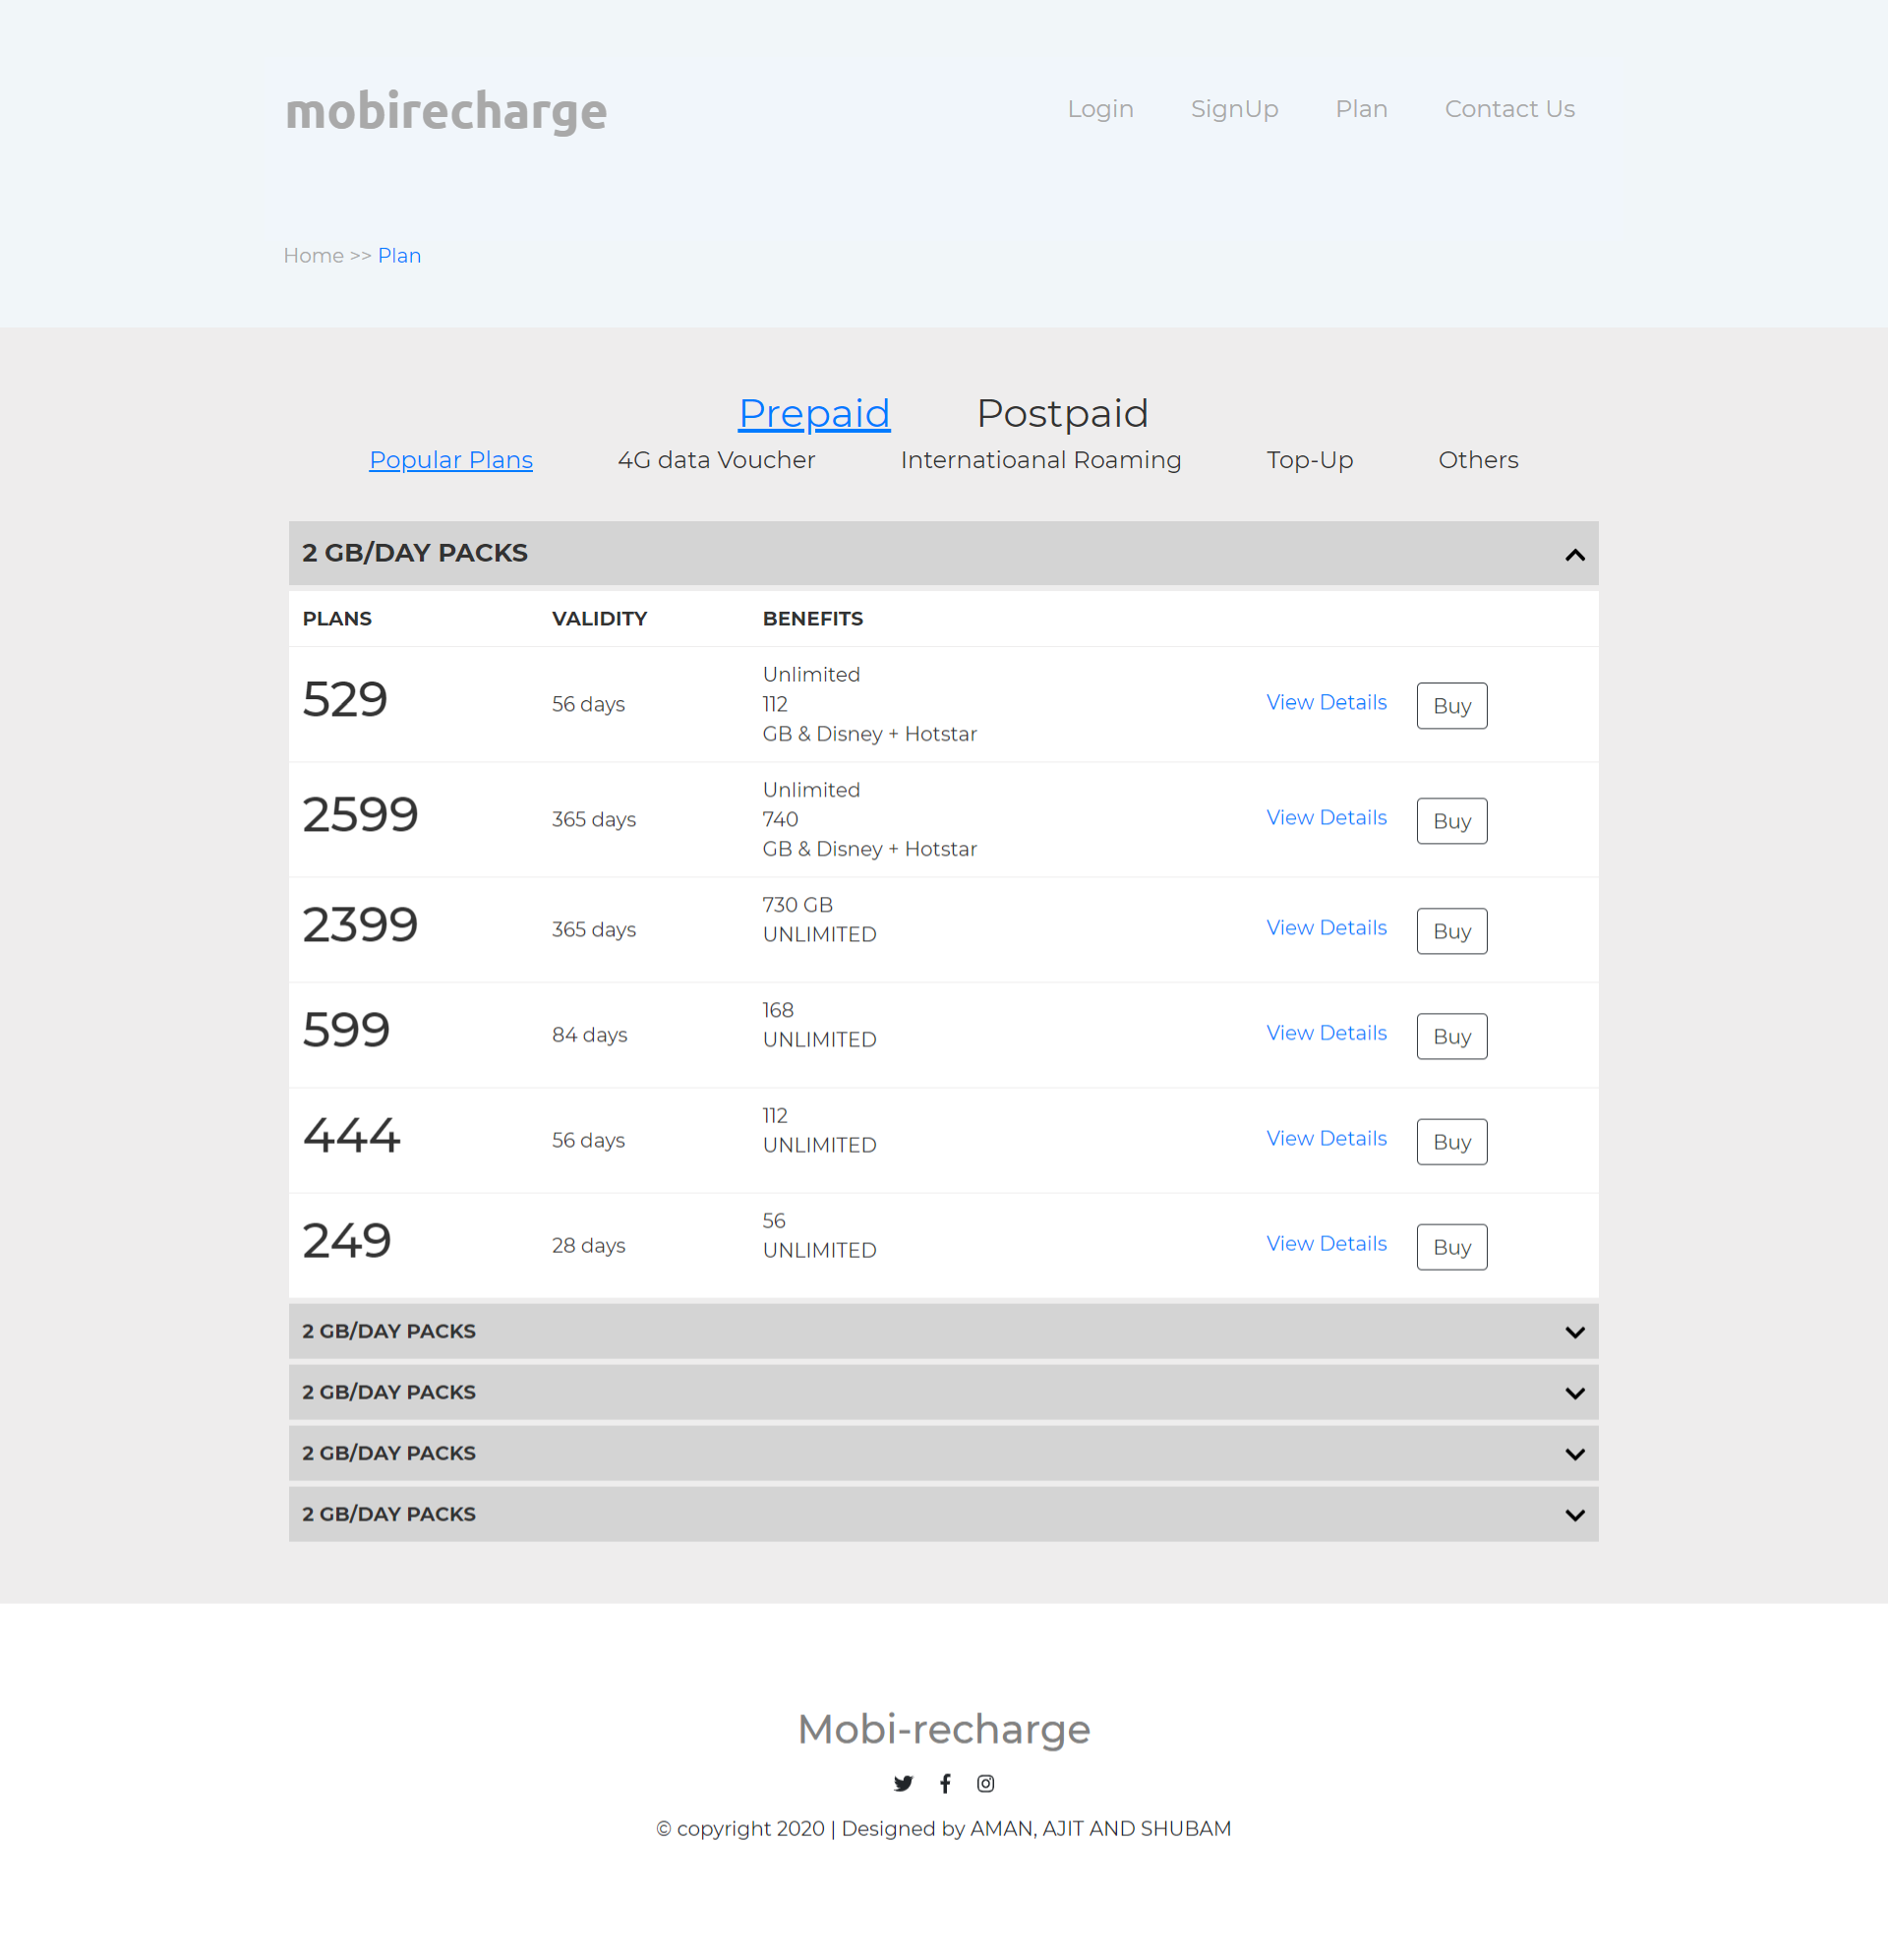 mobirecharge
Login SignUp Plan Contact Us
Home >> Plan
Prepaid Postpaid
Popular Plans 4G data Voucher Internatioanal Roaming Top-Up Others
2 GB/DAY PACKS
PLANS VALIDITY BENEFITS
529 56 days Unlimited
112
GB & Disney + Hotstar
View Details Buy
2599 365 days Unlimited
740
GB & Disney + Hotstar
View Details Buy
2399 365 days 730 GB
UNLIMITED
View Details Buy
599 84 days 168
UNLIMITED
View Details Buy
444 56 days 112
UNLIMITED
View Details Buy
249 28 days 56
UNLIMITED
View Details Buy
2 GB/DAY PACKS
2 GB/DAY PACKS
2 GB/DAY PACKS
2 GB/DAY PACKS
Mobi-recharge
© copyright 2020 | Designed by AMAN, AJIT AND SHUBAM